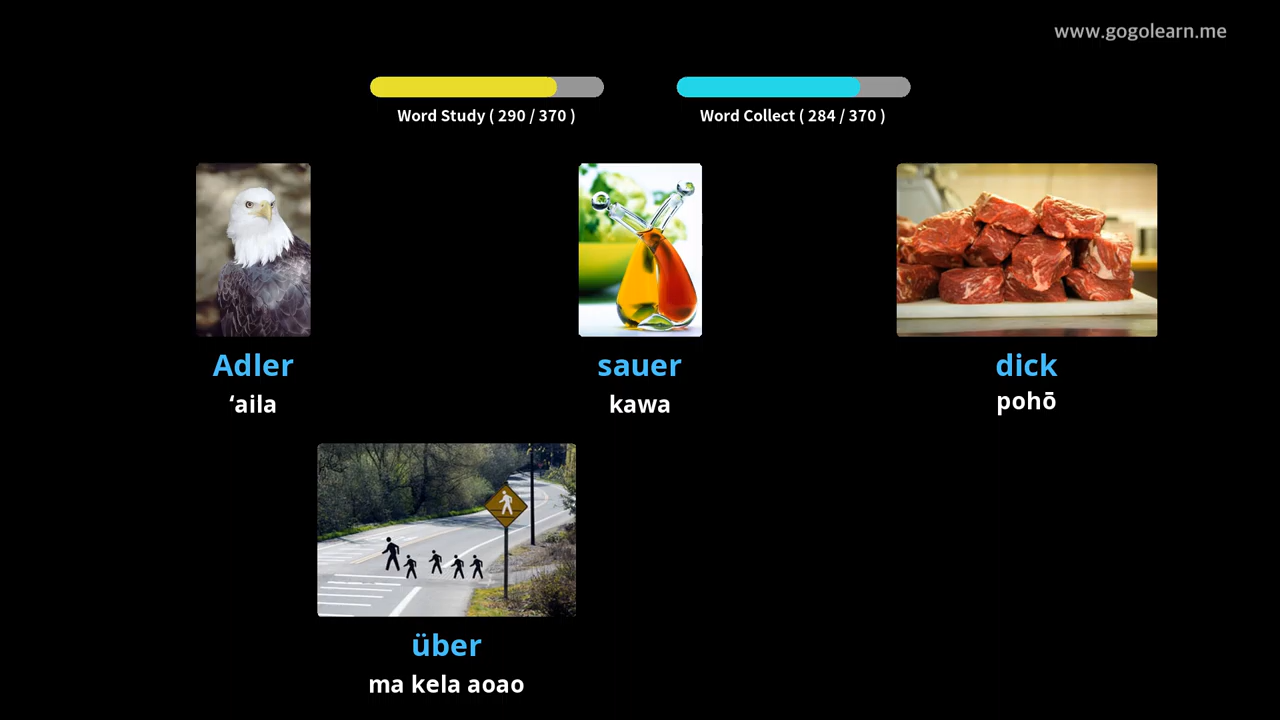 www.gogolearn.me
Word Study ( 290 / 370 )
Word Collect ( 284 / 370 )
Adler
ʻaila
sauer
kawa
dick
pohō
über
ma kela aoao